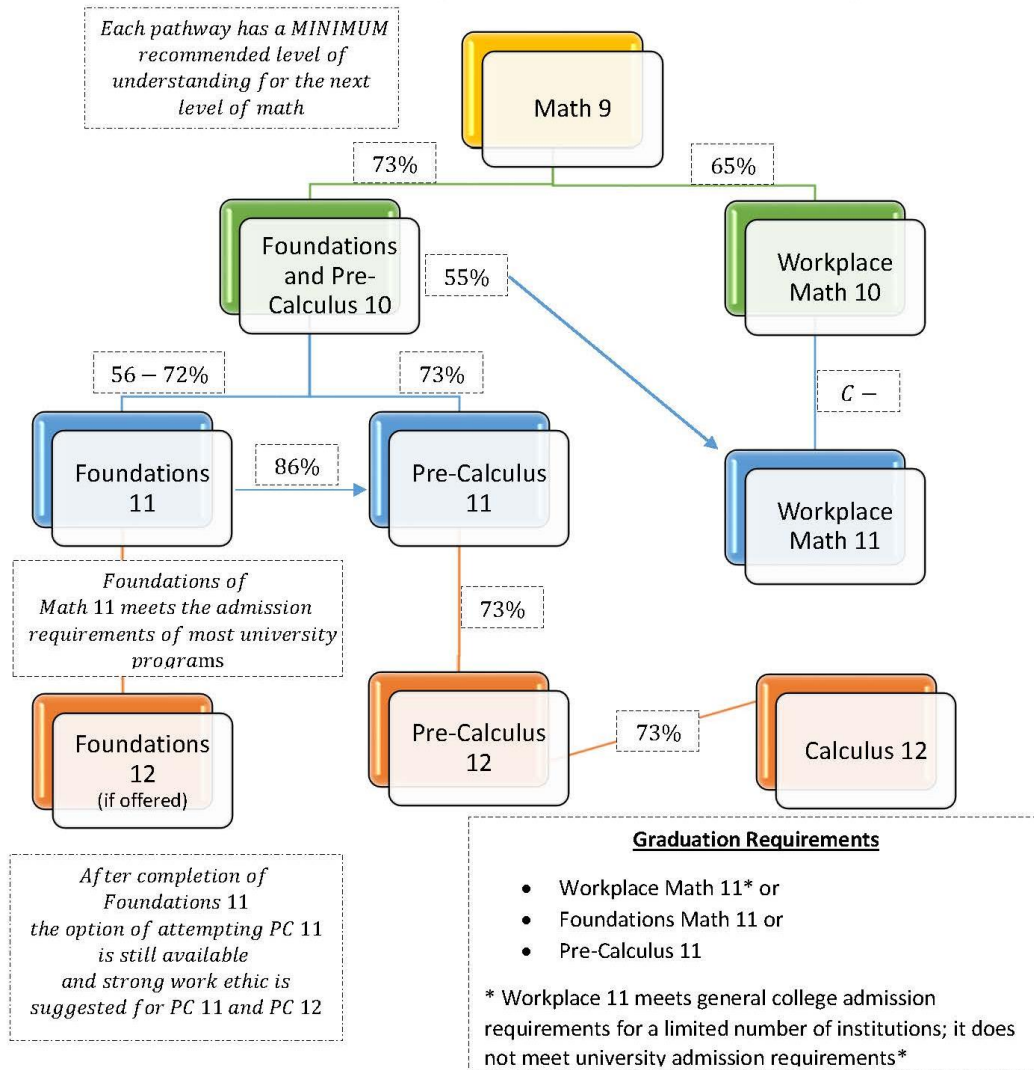 Each pathway has a MINIMUM
recommended level of
understanding for the next
level of math
Math 9
73%
65%
Foundations
and Pre-
Calculus 10
55%
Workplace
Math 10
56 − 72%
73%
C −
Foundations
11
86%
Pre-Calculus
11
Workplace
Math 11
Foundations of
Math 11 meets the admission
requirements of most university
programs
73%
Foundations
12
(if offered)
Pre-Calculus
12
73%
Calculus 12
After completion of
Foundations 11
the option of attempting PC 11
is still available
and strong work ethic is
suggested for PC 11 and PC 12
Graduation Requirements
• Workplace Math 11* or
• Foundations Math 11 or
• Pre-Calculus 11
* Workplace 11 meets general college admission
requirements for a limited number of institutions; it does
not meet university admission requirements*